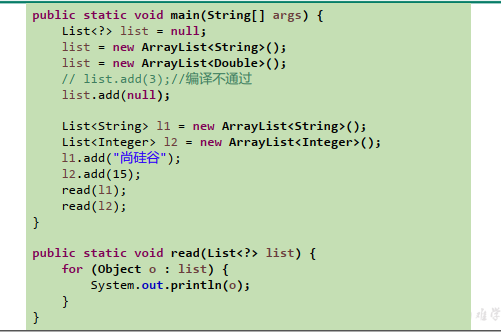 public static void main(String[] args) {
    List<?> list = null;
    list = new ArrayList<String>();
    list = new ArrayList<Double>();
    // list.add(3);//编译不通过
    list.add(null);

    List<String> l1 = new ArrayList<String>();
    List<Integer> l2 = new ArrayList<Integer>();
    l1.add("尚硅谷");
    l2.add(15);
    read(l1);
    read(l2);
}

public static void read(List<?> list) {
    for (Object o : list) {
        System.out.println(o);
    }
}